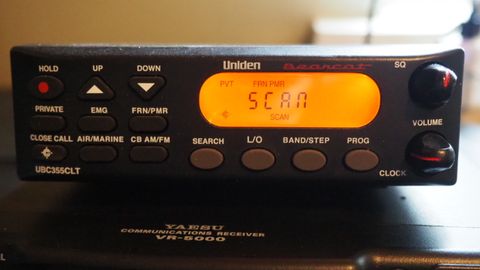 HOLD UP DOWN
Uniden Bearcat SQ
PVT FRN PMR
SCAN
SCAN
PRIVATE EMG FRN/PMR
VOLUME
CLOSE CALL AIR/MARINE CB AM/FM
SEARCH L/O BAND/STEP PROG
UBC355CLT
CLOCK
YAESU
COMMUNICATIONS RECEIVER
VR-5000